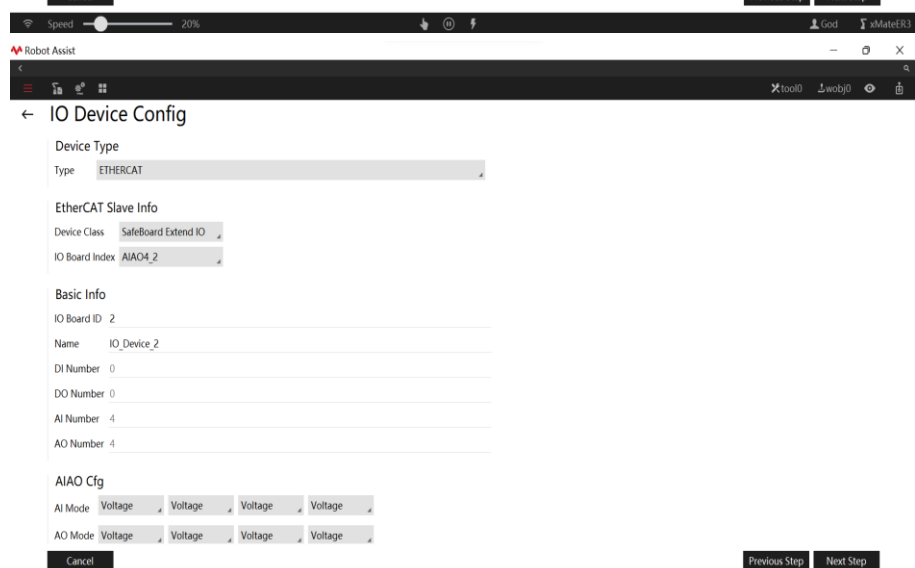 Speed 20% God xMateER3
Robot Assist
tool0 wobj0
IO Device Config
Device Type
Type ETHERCAT
EtherCAT Slave Info
Device Class SafeBoard Extend IO
IO Board Index AIAO4_2
Basic Info
IO Board ID 2
Name IO_Device_2
DI Number 0
DO Number 0
AI Number 4
AO Number 4
AIAO Cfg
AI Mode Voltage Voltage Voltage Voltage
AO Mode Voltage Voltage Voltage Voltage
Cancel Previous Step Next Step